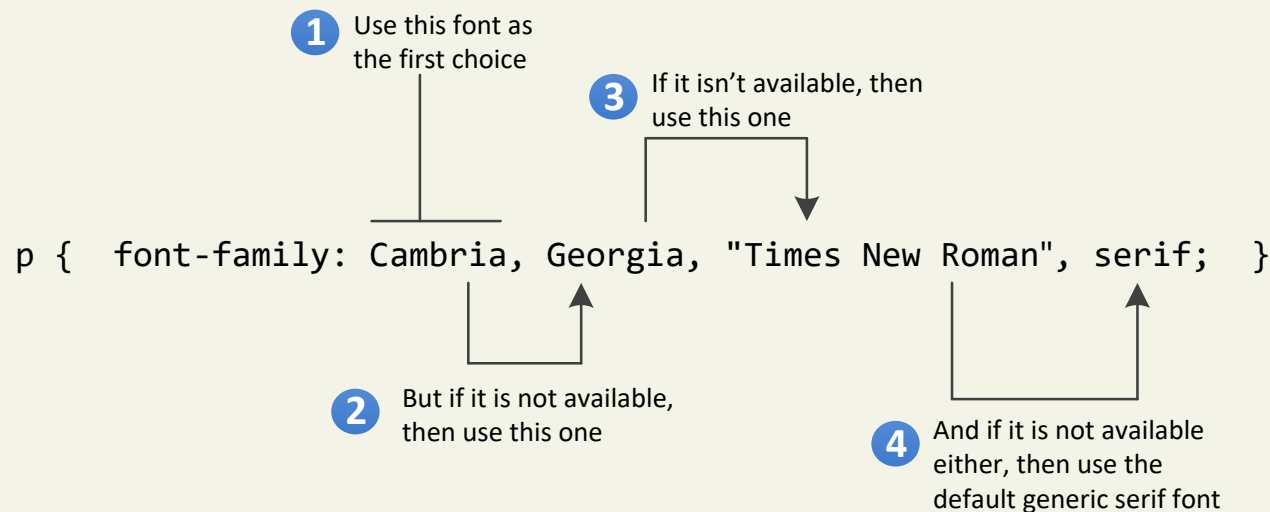 1 Use this font as
the first choice
3 If it isn’t available, then
use this one
p {  font-family: Cambria, Georgia, "Times New Roman", serif;  }
2 But if it is not available,
then use this one
4 And if it is not available
either, then use the
default generic serif font